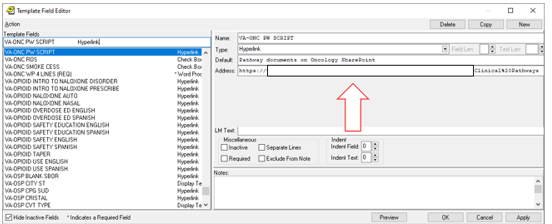 Template Field Editor
Action
Delete Copy New
Template Fields
VA-ONC PW SCRIPT Hyperlink
VA-ONC PW SCRIPT Hyperlink
VA-ONC RDS Check Box
VA-ONC SMOKE CESS Check Box
VA-ONC WP 4 LINES (REQ) * Word Proc
VA-OPIOID INTRO TO NALOXONE DISORDER Hyperlink
VA-OPIOID INTRO TO NALOXONE PRESCRIBE Hyperlink
VA-OPIOID NALOXONE AUTO Hyperlink
VA-OPIOID NALOXONE NASAL Hyperlink
VA-OPIOID OVERDOSE ED ENGLISH Hyperlink
VA-OPIOID OVERDOSE ED SPANISH Hyperlink
VA-OPIOID SAFETY EDUCATION ENGLISH Hyperlink
VA-OPIOID SAFETY EDUCATION SPANISH Hyperlink
VA-OPIOID SAFETY ENGLISH Hyperlink
VA-OPIOID SAFETY SPANISH Hyperlink
VA-OPIOID TAPER Hyperlink
VA-OPIOID USE ENGLISH Hyperlink
VA-OPIOID USE SPANISH Hyperlink
VA-OSP BLANK SBOR Hyperlink
VA-OSP CITY ST Display Te
VA-OSP CPG SUD Hyperlink
VA-OSP CRISTAL Hyperlink
VA-OSP CVT TYPE Display Te
Name: VA-ONC PW SCRIPT
Type: Hyperlink Field Len: Text Len:
Default: Pathway documents on Oncology SharePoint
Address: https:// Clinical%20Pathways
LM Text:
Miscellaneous
Inactive Separate Lines
Required Exclude From Note
Indent
Indent Field: 0
Indent Text: 0
Notes:
Hide Inactive Fields * Indicates a Required Field
Preview OK Cancel Apply